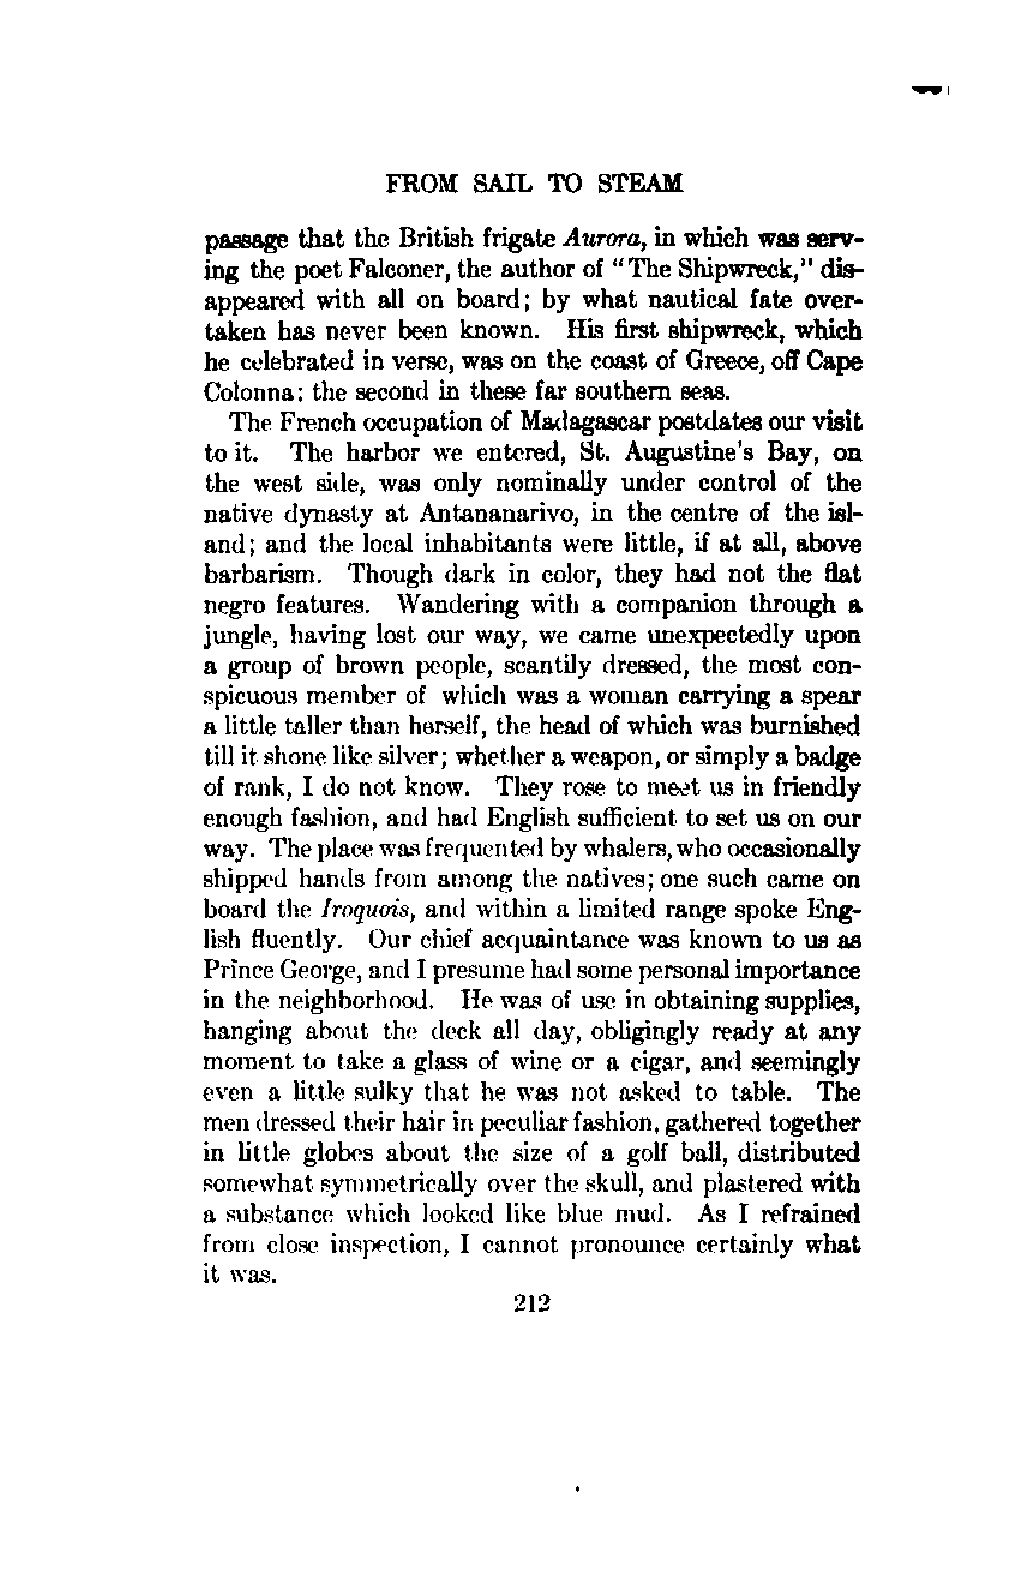 FROM SAIL TO STEAM
passage that the British frigate Aurora, in which was serv-
ing the poet Falconer, the author of "The Shipwreck," dis-
appeared with all on board; by what nautical fate over-
taken has never been known. His first shipwreck, which
he celebrated in verse, was on the coast of Greece, off Cape
Colonna; the second in these far southern seas.
The French occupation of Madagascar postdates our visit
to it. The harbor we entered, St. Augustine's Bay, on
the west side, was only nominally under control of the
native dynasty at Antananarivo, in the centre of the isl-
and; and the local inhabitants were little, if at all, above
barbarism. Though dark in color, they had not the flat
negro features. Wandering with a companion through a
jungle, having lost our way, we came unexpectedly upon
a group of brown people, scantily dressed, the most con-
spicuous member of which was a woman carrying a spear
a little taller than herself, the head of which was burnished
till it shone like silver; whether a weapon, or simply a badge
of rank, I do not know. They rose to meet us in friendly
enough fashion, and had English sufficient to set us on our
way. The place was frequented by whalers, who occasionally
shipped hands from among the natives; one such came on
board the Iroquois, and within a limited range spoke Eng-
lish fluently. Our chief acquaintance was known to us as
Prince George, and I presume had some personal importance
in the neighborhood. He was of use in obtaining supplies,
hanging about the deck all day, obligingly ready at any
moment to take a glass of wine or a cigar, and seemingly
even a little sulky that he was not asked to table. The
men dressed their hair in peculiar fashion, gathered together
in little globes about the size of a golf ball, distributed
somewhat symmetrically over the skull, and plastered with
a substance which looked like blue mud. As I refrained
from close inspection, I cannot pronounce certainly what
it was.
212